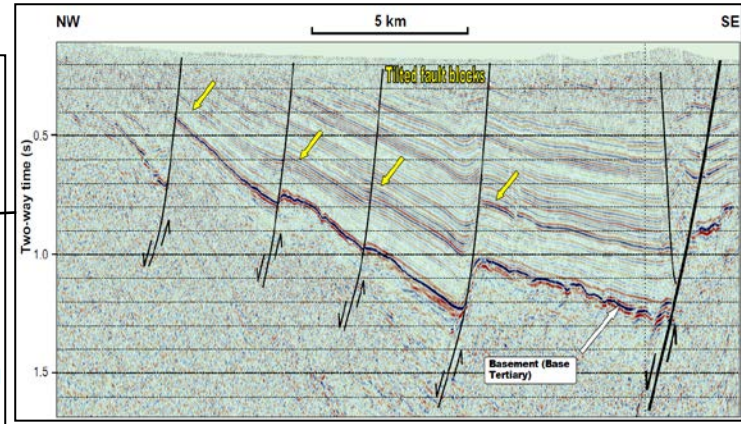 NW
5 km
SE
Tilted fault blocks
0.5
Two-way time (s)
1.0
Basement (Base
Tertiary)
1.5